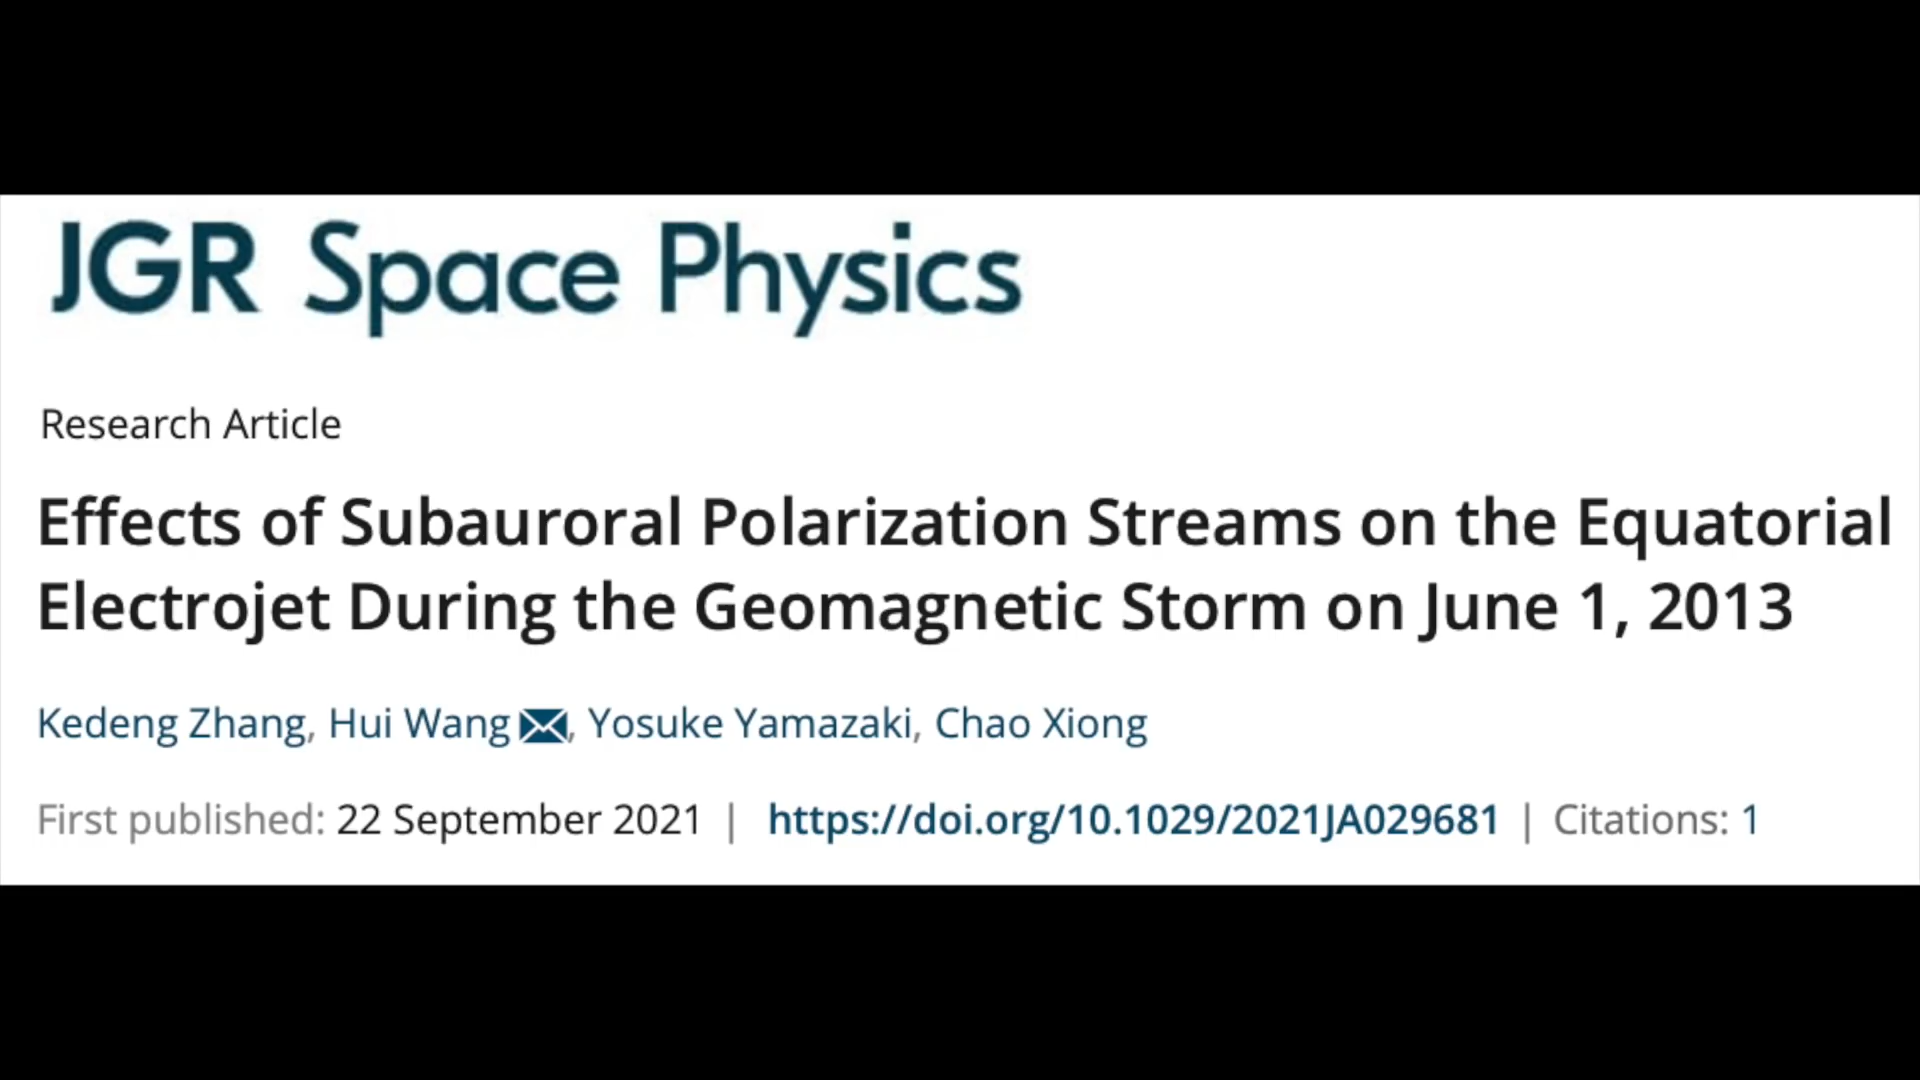 JGR Space Physics
Research Article
Effects of Subauroral Polarization Streams on the Equatorial
Electrojet During the Geomagnetic Storm on June 1, 2013
Kedeng Zhang, Hui Wang, Yosuke Yamazaki, Chao Xiong
First published: 22 September 2021 | https://doi.org/10.1029/2021JA029681 | Citations: 1